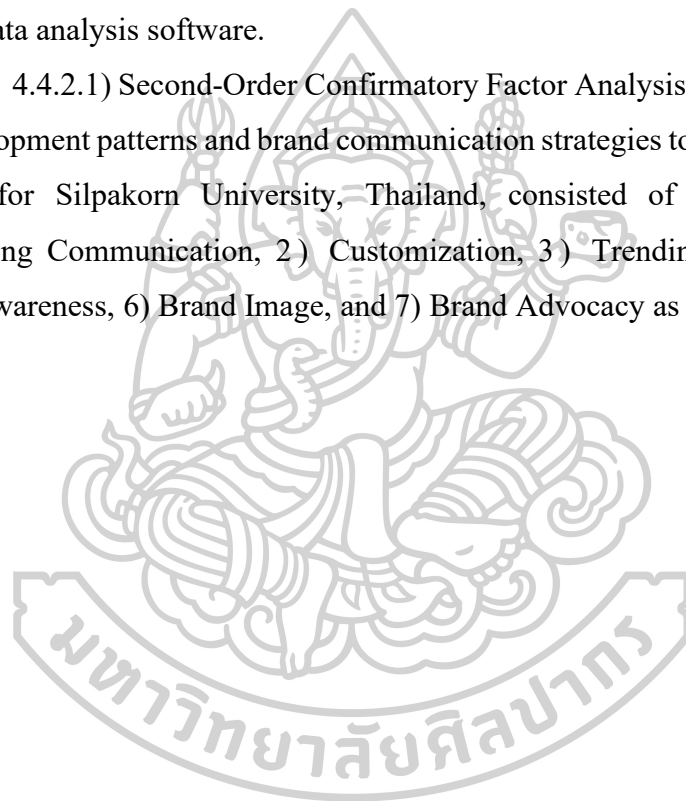 ata analysis software.
4.4.2.1) Second-Order Confirmatory Factor Analysis
opment patterns and brand communication strategies to
for Silpakorn University, Thailand, consisted of
ng Communication, 2) Customization, 3) Trendin
wareness, 6) Brand Image, and 7) Brand Advocacy as
มหาวิทยาลัยศิลปากร